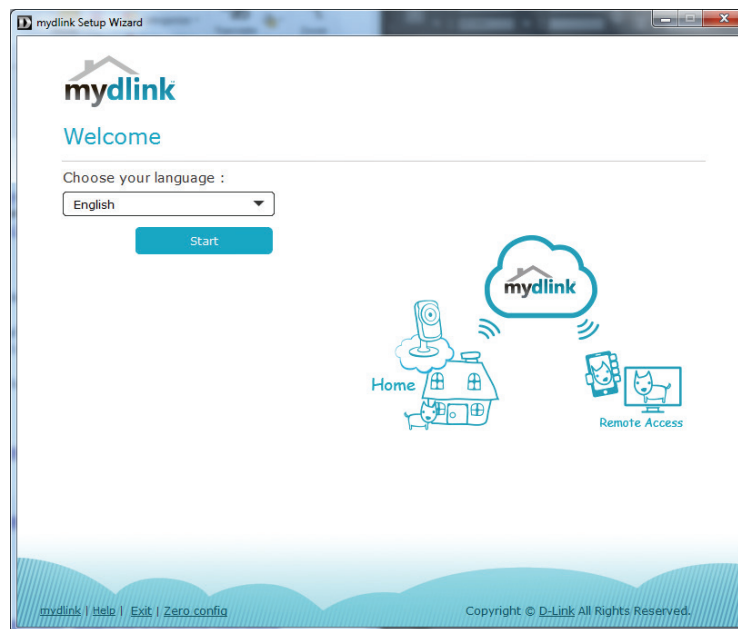 mydlink Setup Wizard
mydlink
Welcome
Choose your language :
English
Start
mydlink
Home
Remote Access
mydlink | Help | Exit | Zero config
Copyright © D-Link All Rights Reserved.